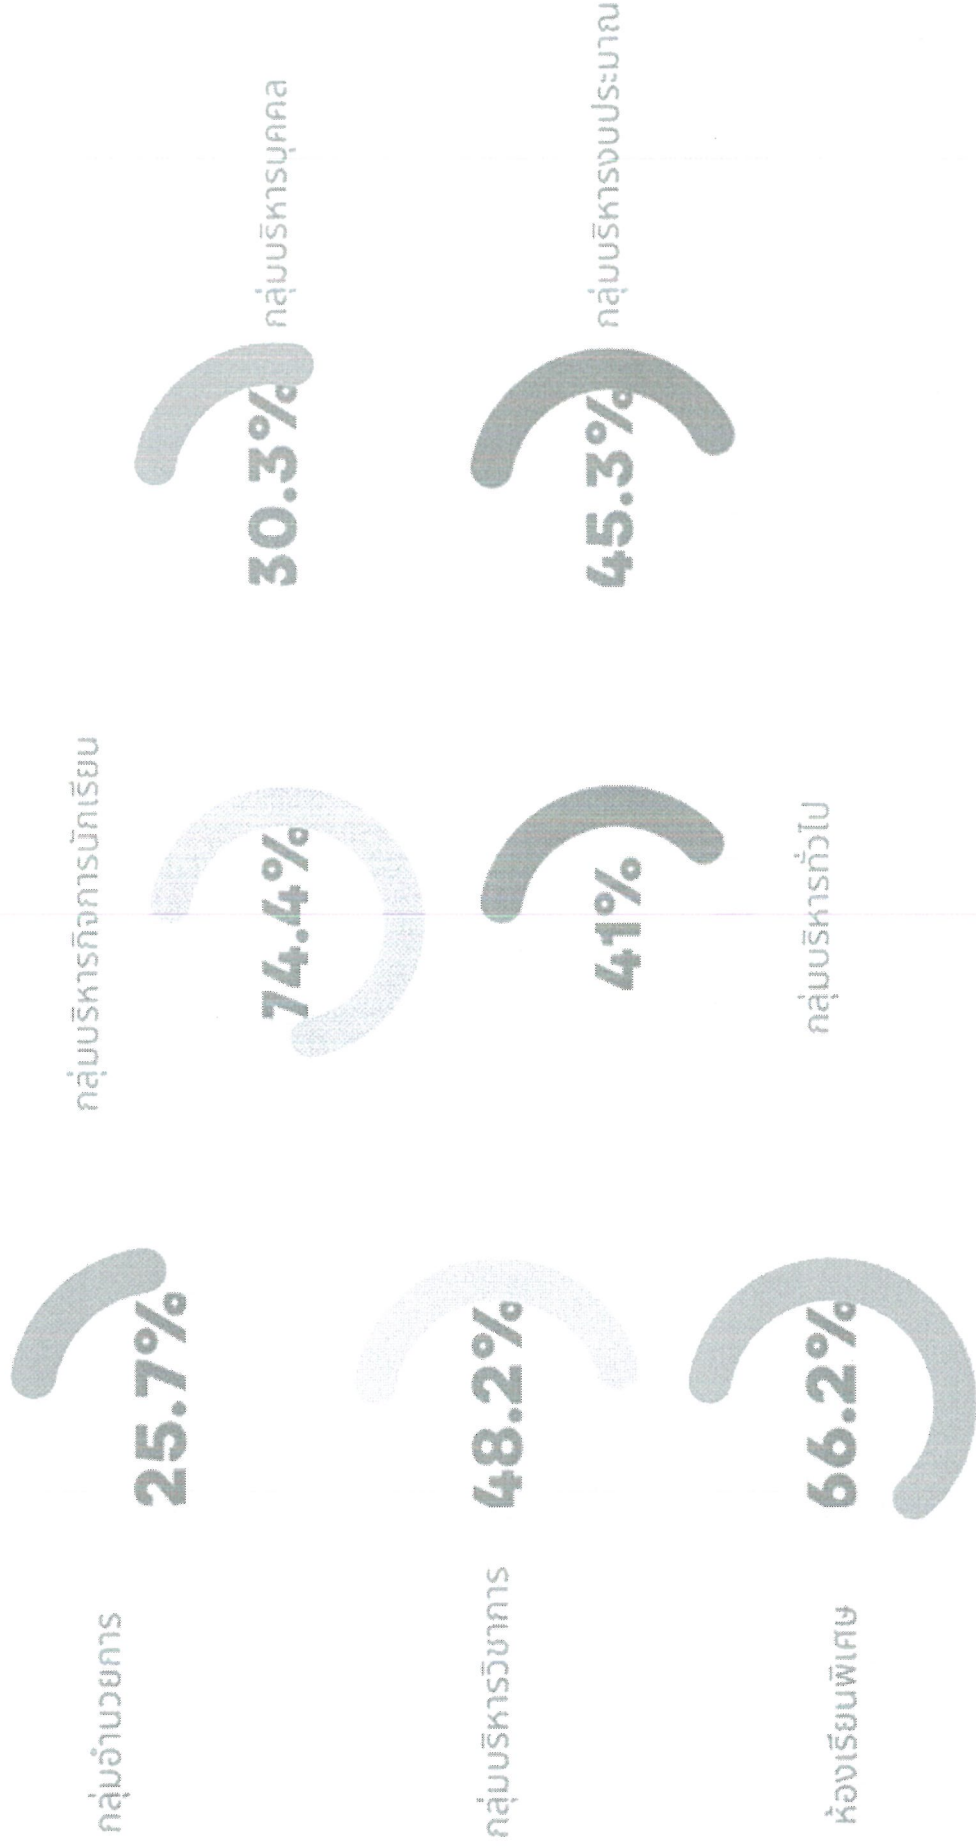 กลุ่มบริหารกิจการนักเรียน
กลุ่มอำนวยการ
25.7%
74.4%
30.3%
กลุ่มบริหารบุคคล
กลุ่มบริหารวิชาการ
48.2%
41%
45.3%
กลุ่มบริหารงบประมาณ
ห้องเรียนพิเศษ
66.2%
กลุ่มบริหารทั่วไป